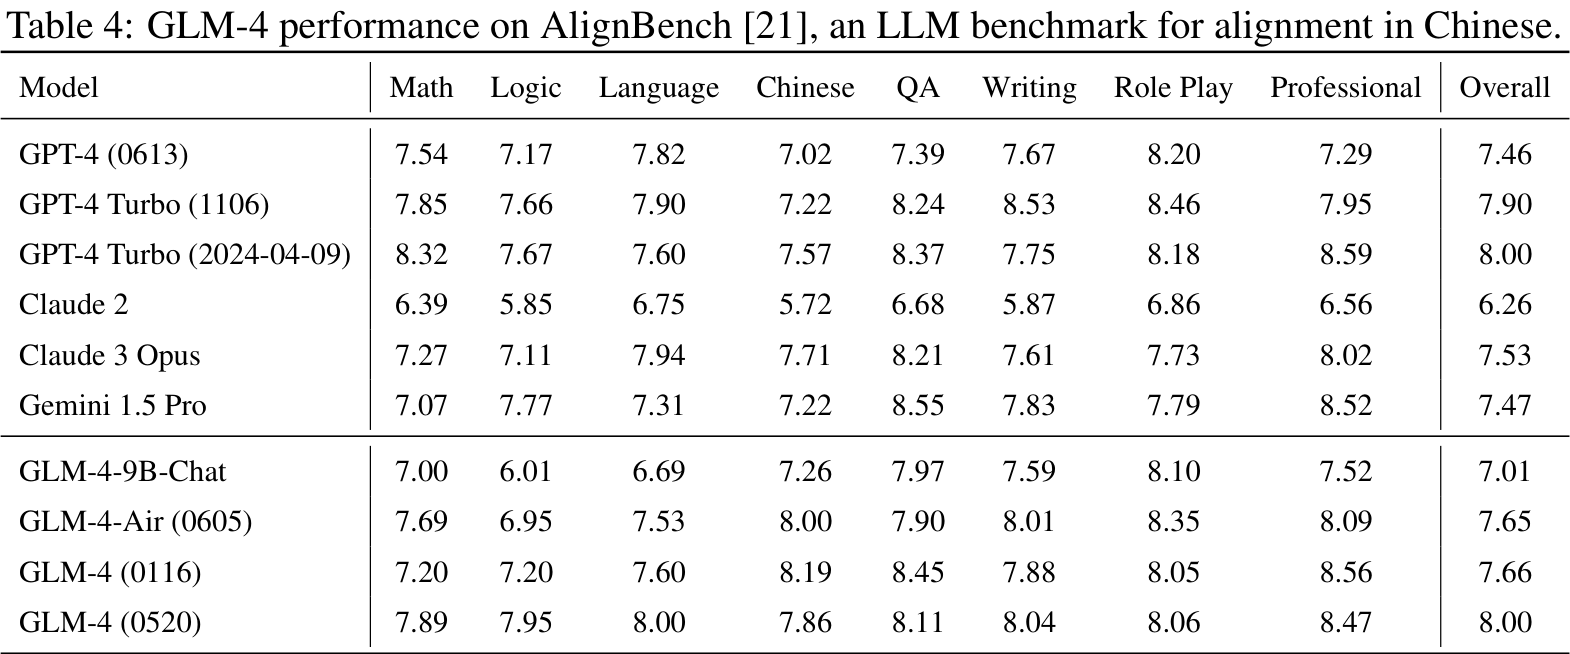 Table 4: GLM-4 performance on AlignBench [21], an LLM benchmark for alignment in Chinese.
Model Math Logic Language Chinese QA Writing Role Play Professional Overall
GPT-4 (0613) 7.54 7.17 7.82 7.02 7.39 7.67 8.20 7.29 7.46
GPT-4 Turbo (1106) 7.85 7.66 7.90 7.22 8.24 8.53 8.46 7.95 7.90
GPT-4 Turbo (2024-04-09) 8.32 7.67 7.60 7.57 8.37 7.75 8.18 8.59 8.00
Claude 2 6.39 5.85 6.75 5.72 6.68 5.87 6.86 6.56 6.26
Claude 3 Opus 7.27 7.11 7.94 7.71 8.21 7.61 7.73 8.02 7.53
Gemini 1.5 Pro 7.07 7.77 7.31 7.22 8.55 7.83 7.79 8.52 7.47
GLM-4-9B-Chat 7.00 6.01 6.69 7.26 7.97 7.59 8.10 7.52 7.01
GLM-4-Air (0605) 7.69 6.95 7.53 8.00 7.90 8.01 8.35 8.09 7.65
GLM-4 (0116) 7.20 7.20 7.60 8.19 8.45 7.88 8.05 8.56 7.66
GLM-4 (0520) 7.89 7.95 8.00 7.86 8.11 8.04 8.06 8.47 8.00